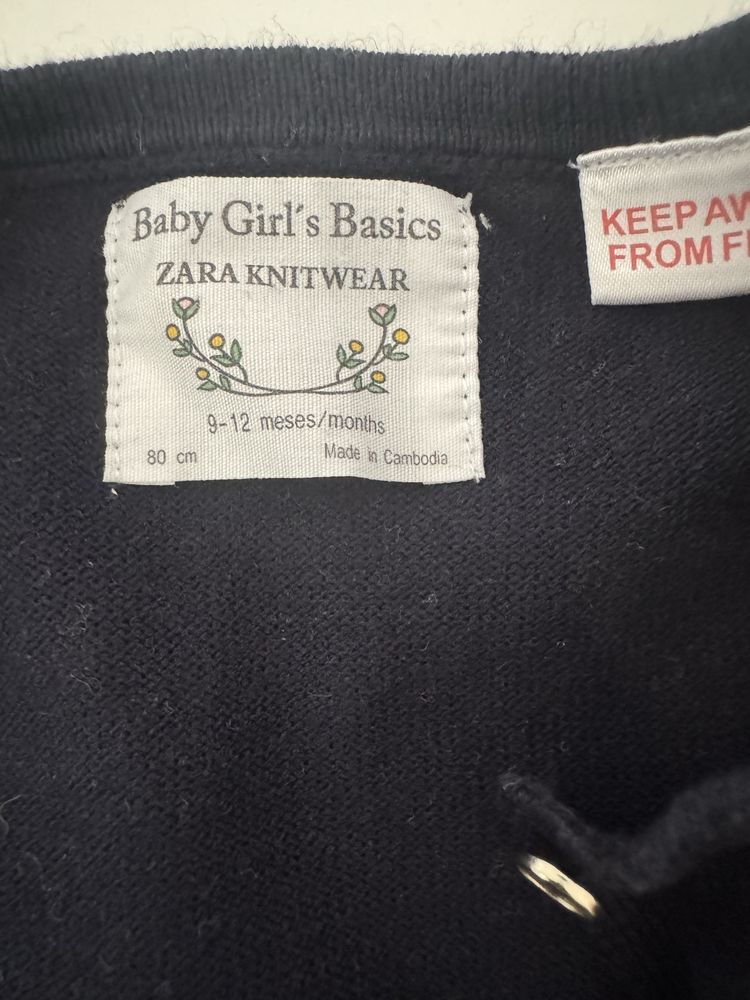 Baby Girl´s Basics
ZARA KNITWEAR
9-12 meses/months
80 cm
Made in Cambodia
KEEP
FROM